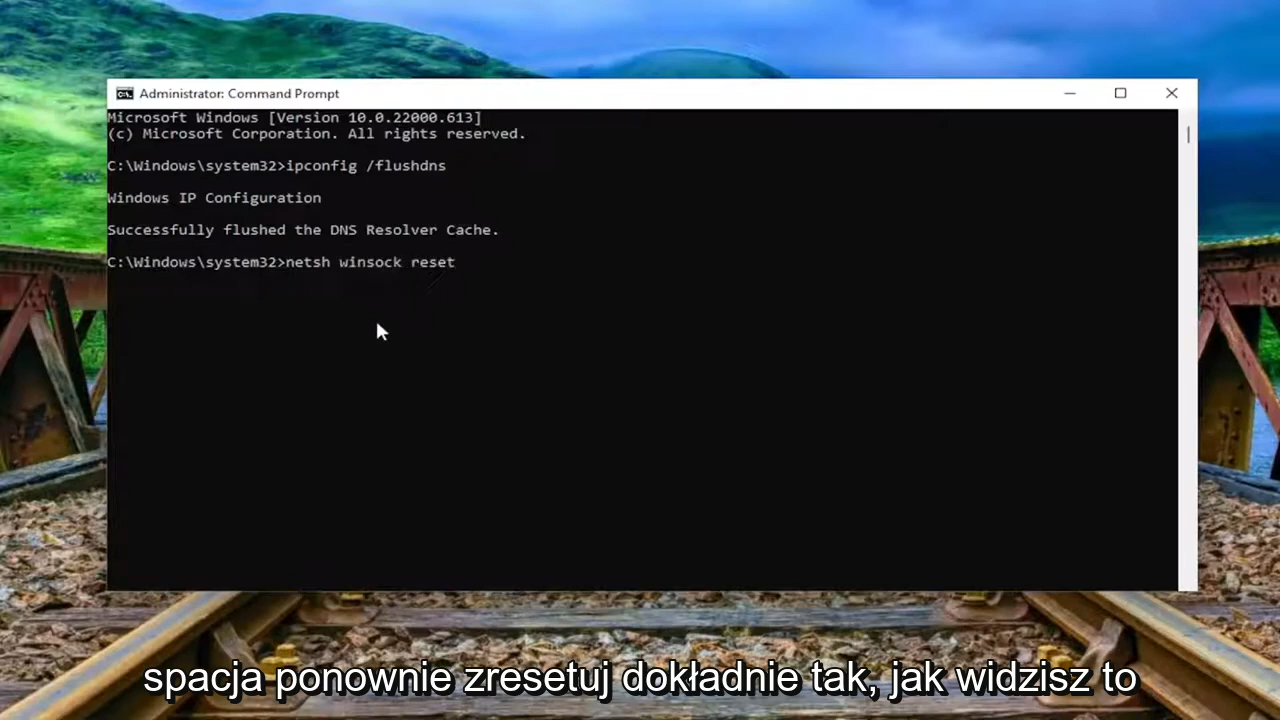 Administrator: Command Prompt
Microsoft Windows [Version 10.0.22000.613]
(c) Microsoft Corporation. All rights reserved.
C:\Windows\system32>ipconfig /flushdns
Windows IP Configuration
Successfully flushed the DNS Resolver Cache.
C:\Windows\system32>netsh winsock reset
spacja ponownie zresetuj dokładnie tak, jak widzisz to